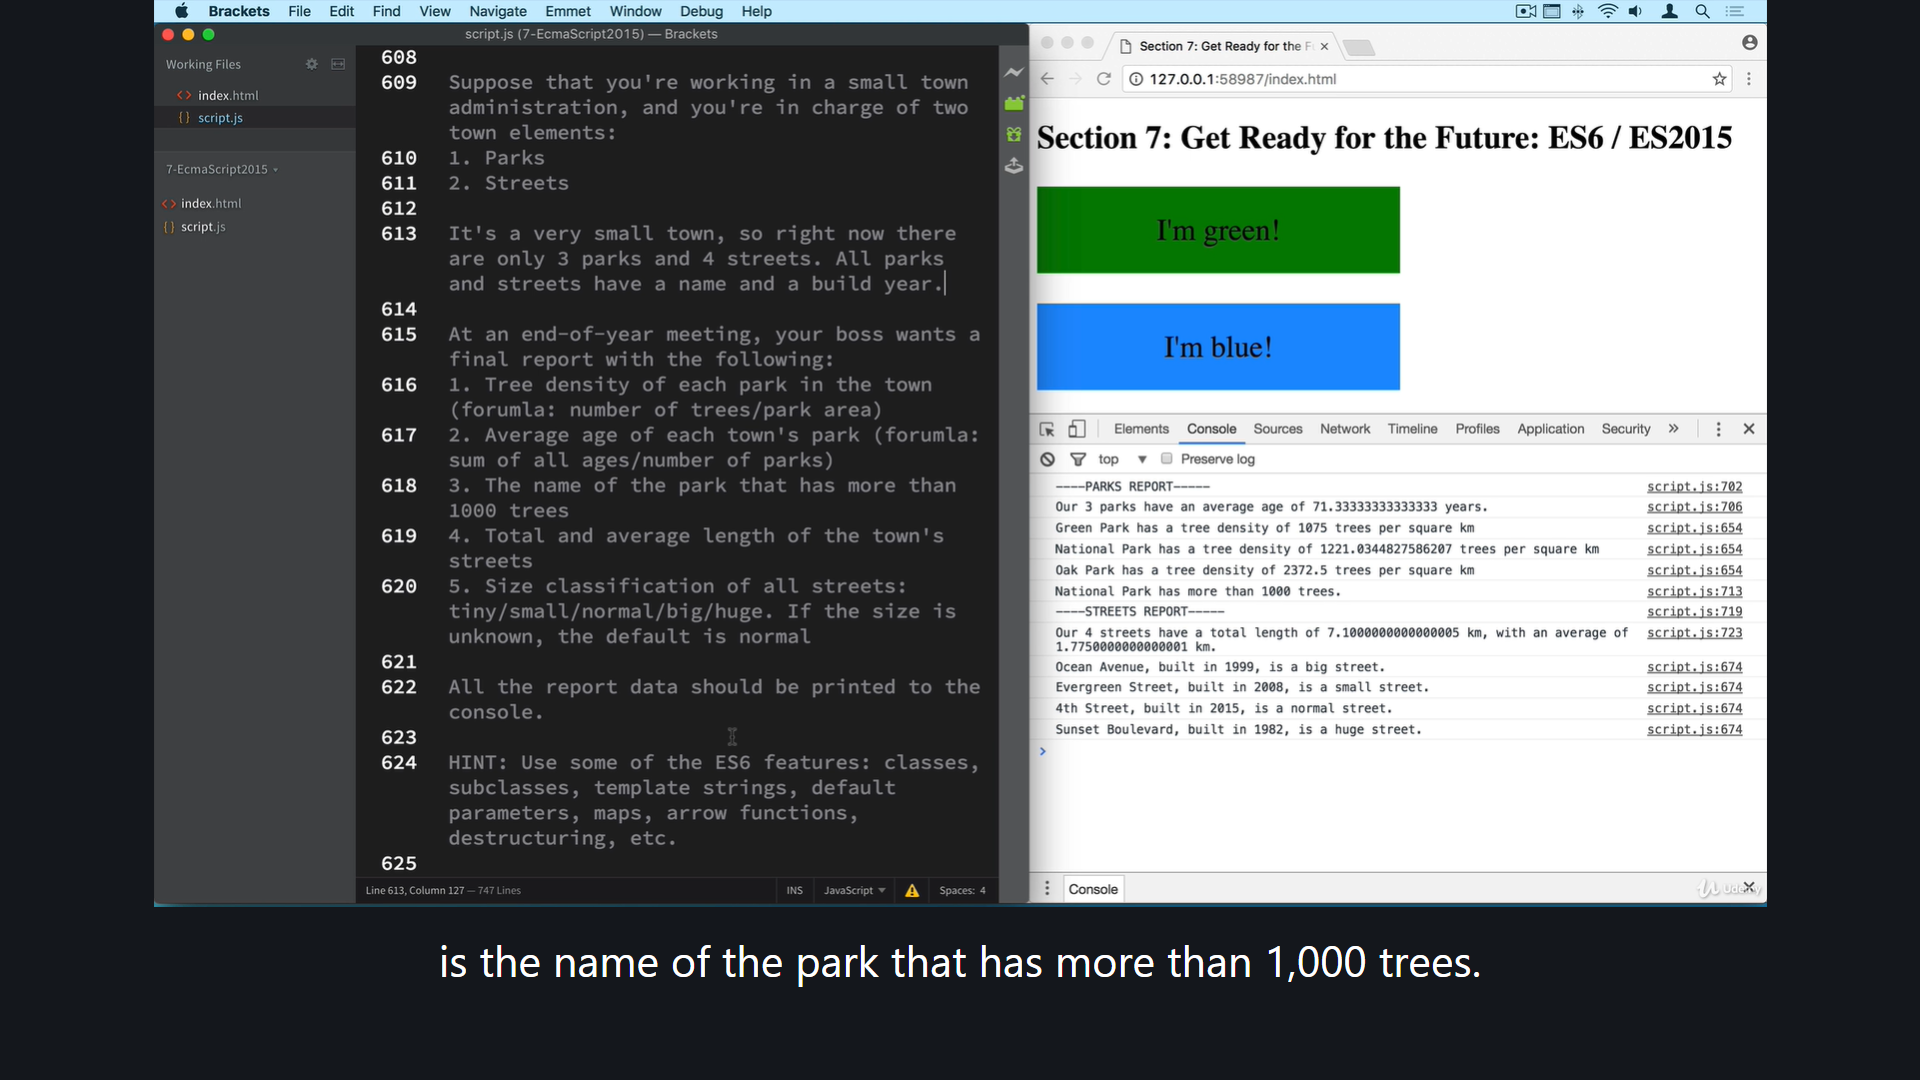 Brackets File Edit Find View Navigate Emmet Window Debug Help
script.js (7-EcmaScript2015) — Brackets
Working Files
index.html
script.js
7-EcmaScript2015
index.html
script.js
608
609 Suppose that you're working in a small town
administration, and you're in charge of two
town elements:
610 1. Parks
611 2. Streets
612
613 It's a very small town, so right now there
are only 3 parks and 4 streets. All parks
and streets have a name and a build year.
614
615 At an end-of-year meeting, your boss wants a
final report with the following:
616 1. Tree density of each park in the town
(forumla: number of trees/park area)
617 2. Average age of each town's park (forumla:
sum of all ages/number of parks)
618 3. The name of the park that has more than
1000 trees
619 4. Total and average length of the town's
streets
620 5. Size classification of all streets:
tiny/small/normal/big/huge. If the size is
unknown, the default is normal
621
622 All the report data should be printed to the
console.
623
624 HINT: Use some of the ES6 features: classes,
subclasses, template strings, default
parameters, maps, arrow functions,
destructuring, etc.
625
Line 613, Column 127 — 747 Lines
INS JavaScript Spaces: 4
Section 7: Get Ready for the F
127.0.0.1:58987/index.html
Section 7: Get Ready for the Future: ES6 / ES2015
I'm green!
I'm blue!
Elements Console Sources Network Timeline Profiles Application Security »
top Preserve log
----PARKS REPORT----- script.js:702
Our 3 parks have an average age of 71.33333333333333 years. script.js:706
Green Park has a tree density of 1075 trees per square km script.js:654
National Park has a tree density of 1221.0344827586207 trees per square km script.js:654
Oak Park has a tree density of 2372.5 trees per square km script.js:654
National Park has more than 1000 trees. script.js:713
----STREETS REPORT----- script.js:719
Our 4 streets have a total length of 7.1000000000000005 km, with an average of script.js:723
1.7750000000000001 km.
Ocean Avenue, built in 1999, is a big street. script.js:674
Evergreen Street, built in 2008, is a small street. script.js:674
4th Street, built in 2015, is a normal street. script.js:674
Sunset Boulevard, built in 1982, is a huge street. script.js:674
Console
Udemy
is the name of the park that has more than 1,000 trees.